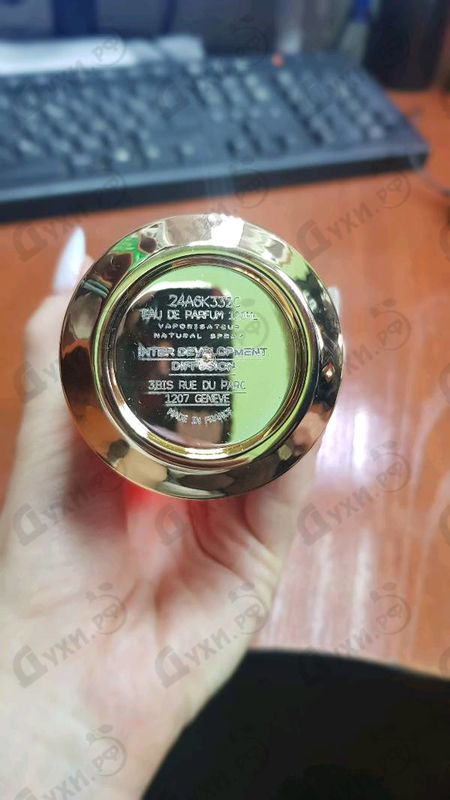 24A6K332C
EAU DE PARFUM 120ML
VAPORISATEUR
NATURAL SPRAY
INTER DEVELOPMENT
DIFFUSION
3BIS RUE DU PARC
1207 GENEVE
MADE IN FRANCE
Духи.рф